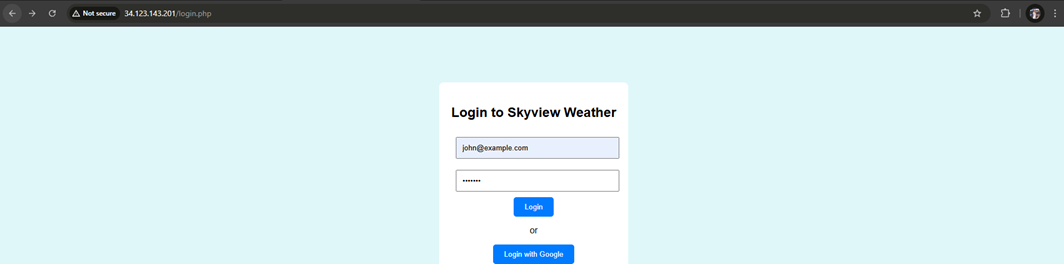 Not secure 34.123.143.201/login.php
Login to Skyview Weather
john@example.com
•••••••
Login
or
Login with Google